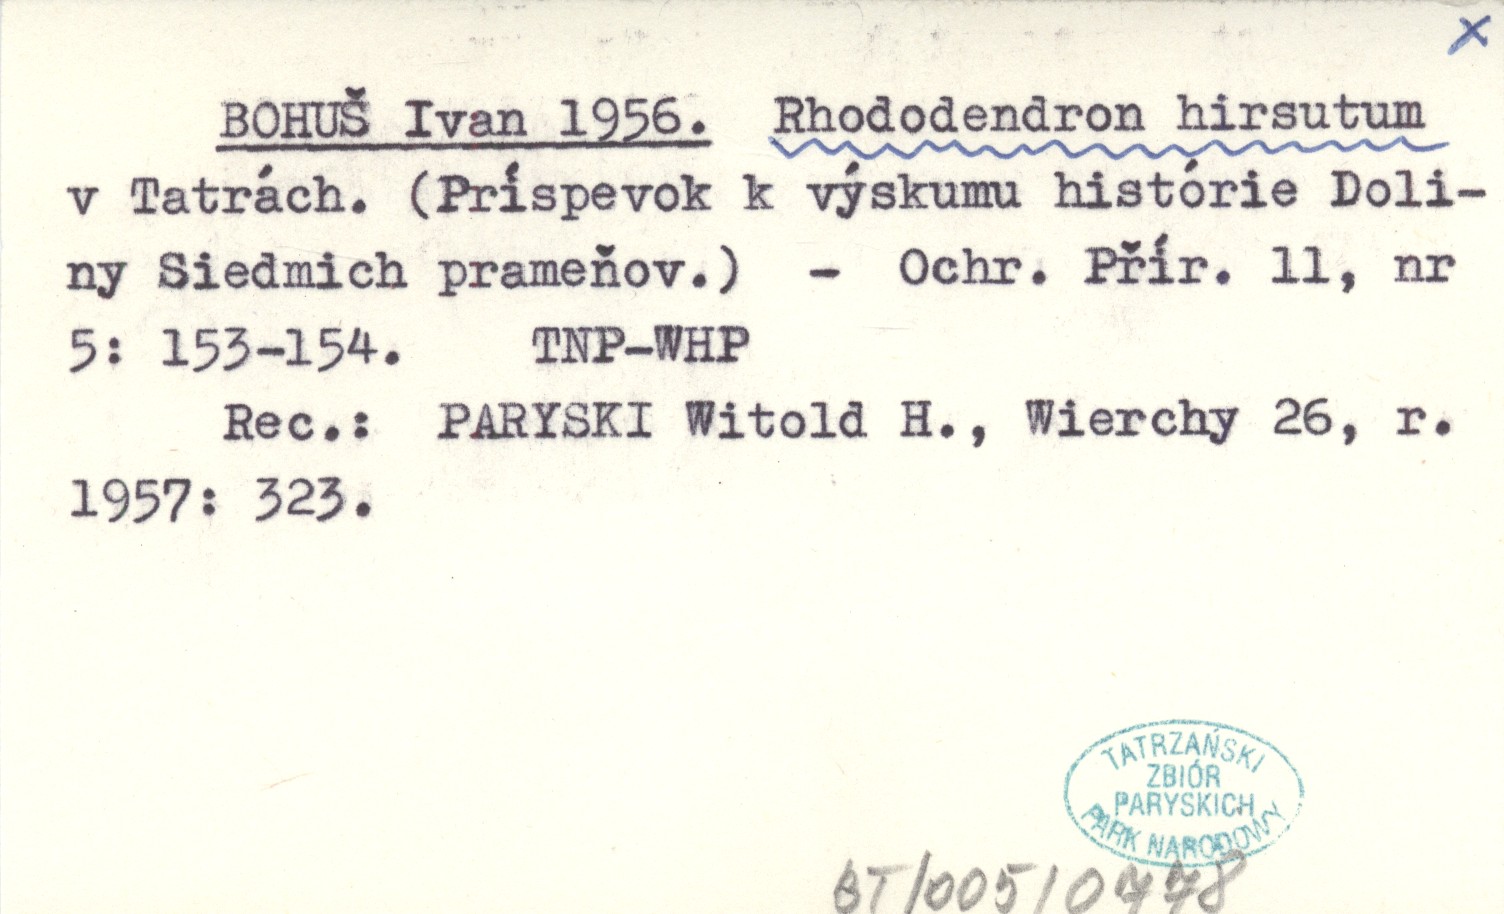 x
BOHUŠ Ivan 1956. Rhododendron hirsutum
v Tatrách. (Príspevok k výskumu histórie Doli-
ny Siedmich prameňov.) - Ochr. Přír. 11, nr
5: 153-154. TNP-WHP
Rec.: PARYSKI Witold H., Wierchy 26, r.
1957: 323.
TATRZAŃSKI
ZBIÓR
PARYSKICH
PARK NARODOWY
BT/005/0778